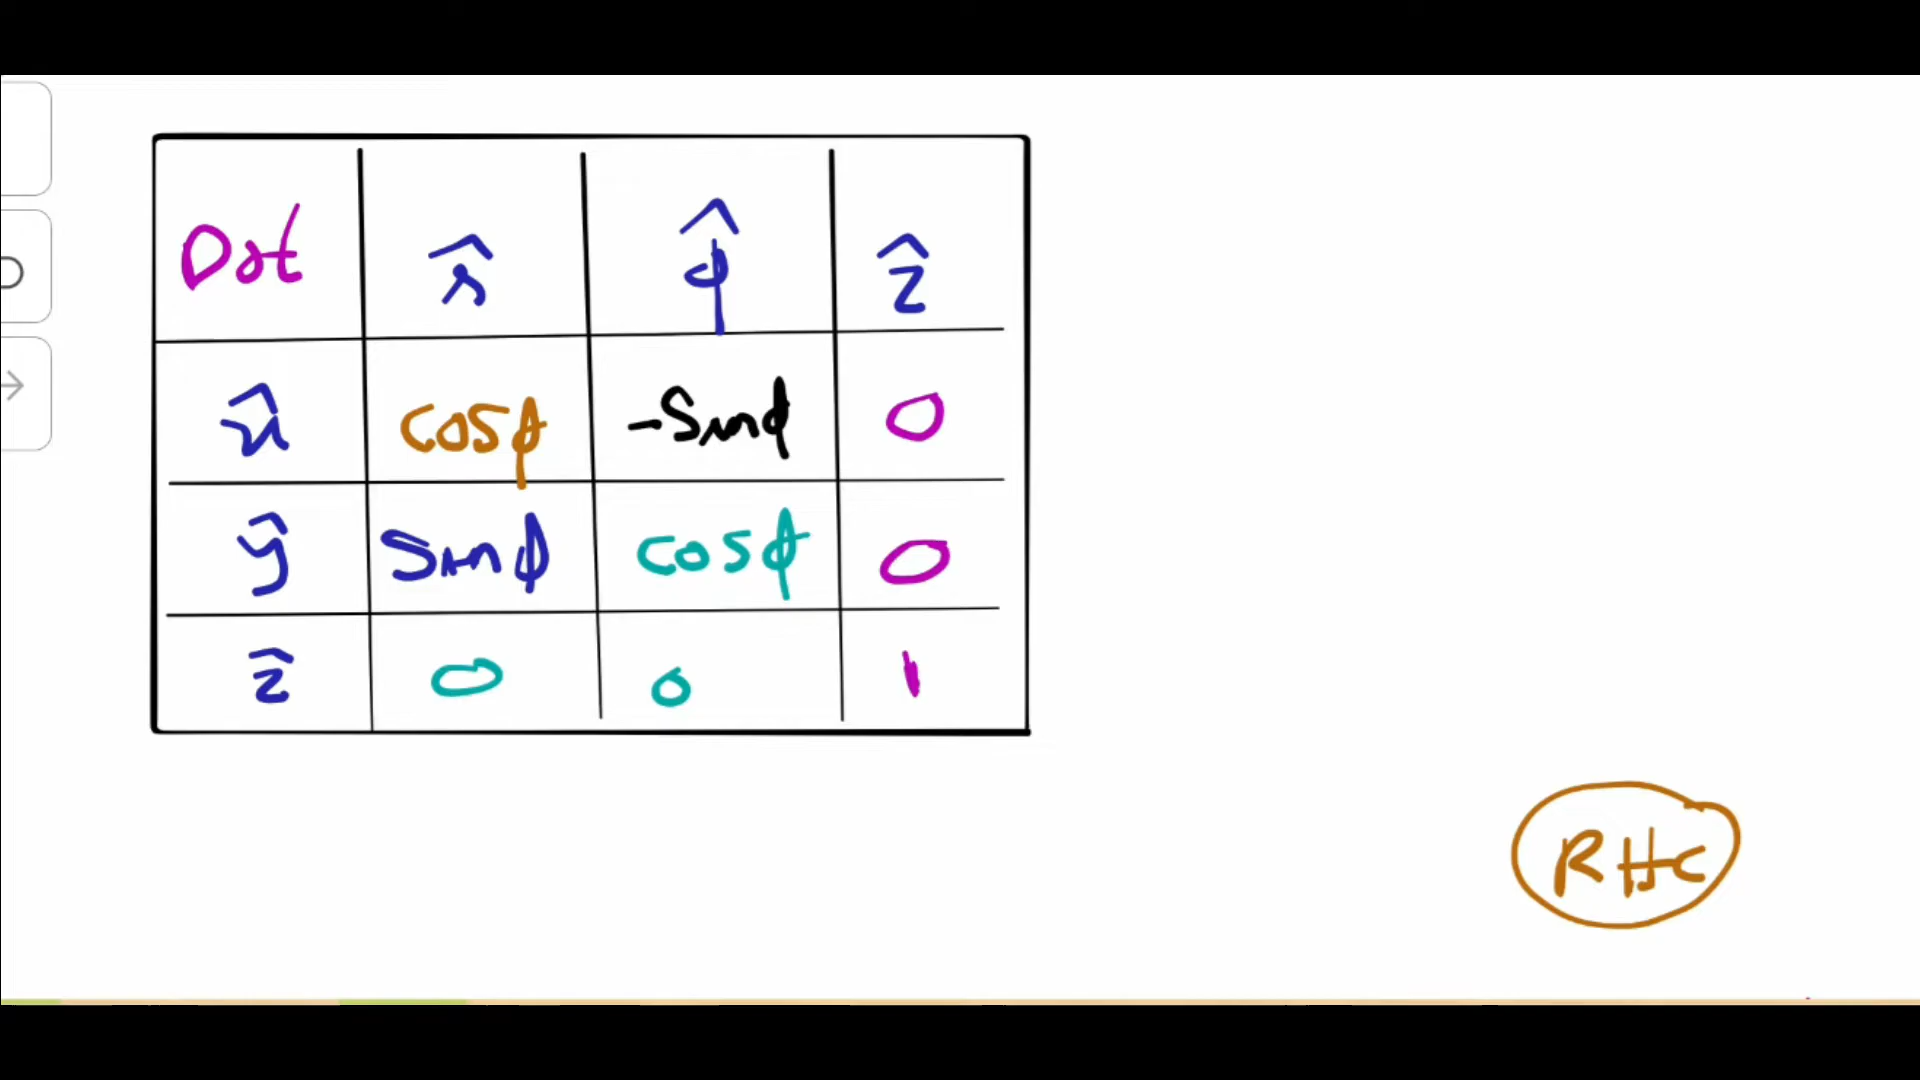 Dot r̂ φ̂ ẑ
x̂ cosφ -Sinφ 0
ŷ Sinφ cosφ 0
ẑ 0 0 1
RHC